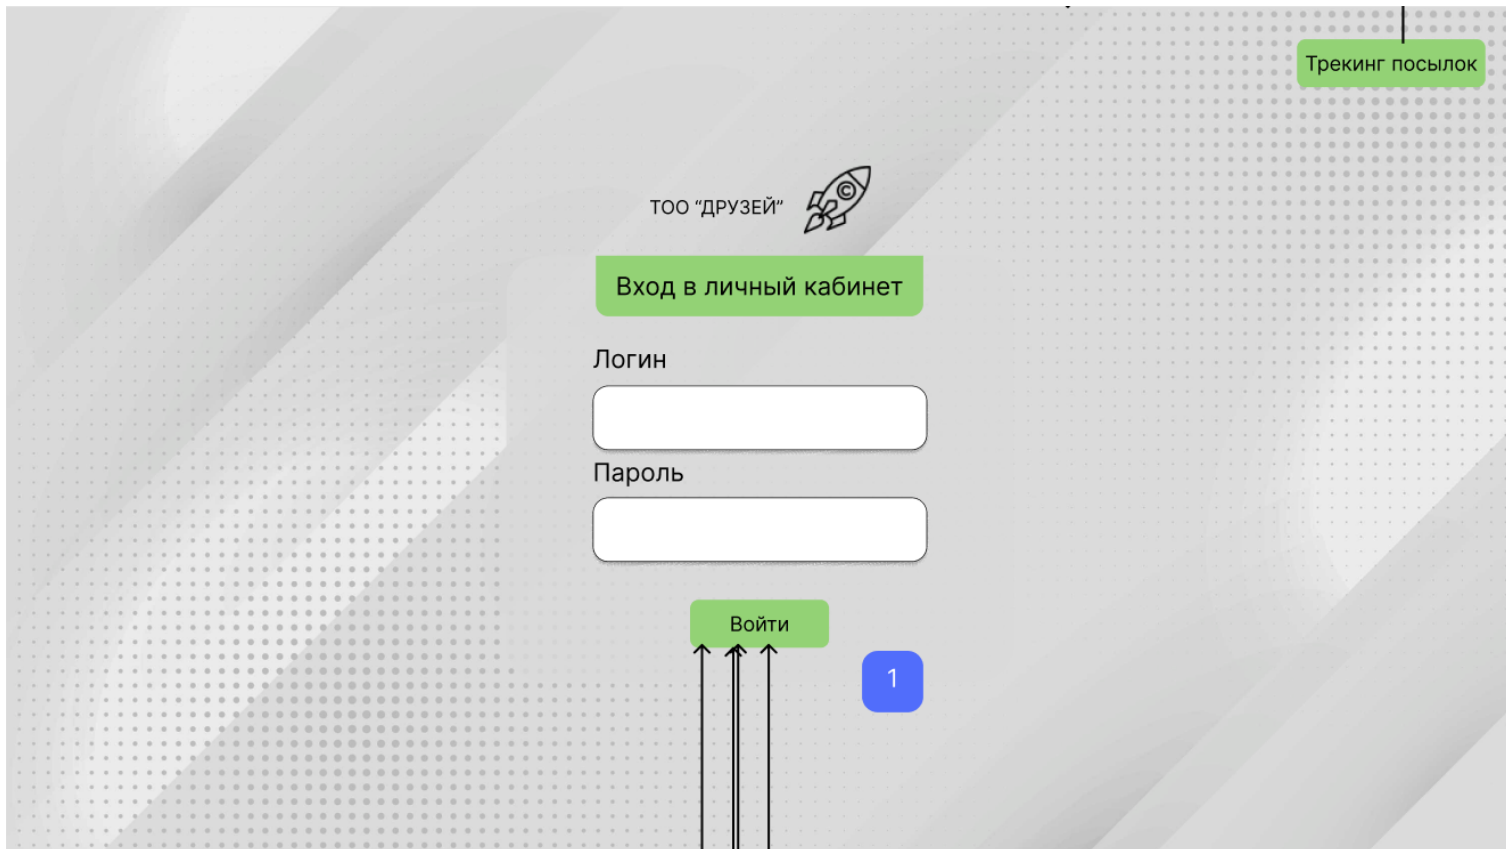 Трекинг посылок
ТОО “ДРУЗЕЙ”
©
Вход в личный кабинет
Логин
Пароль
Войти
1